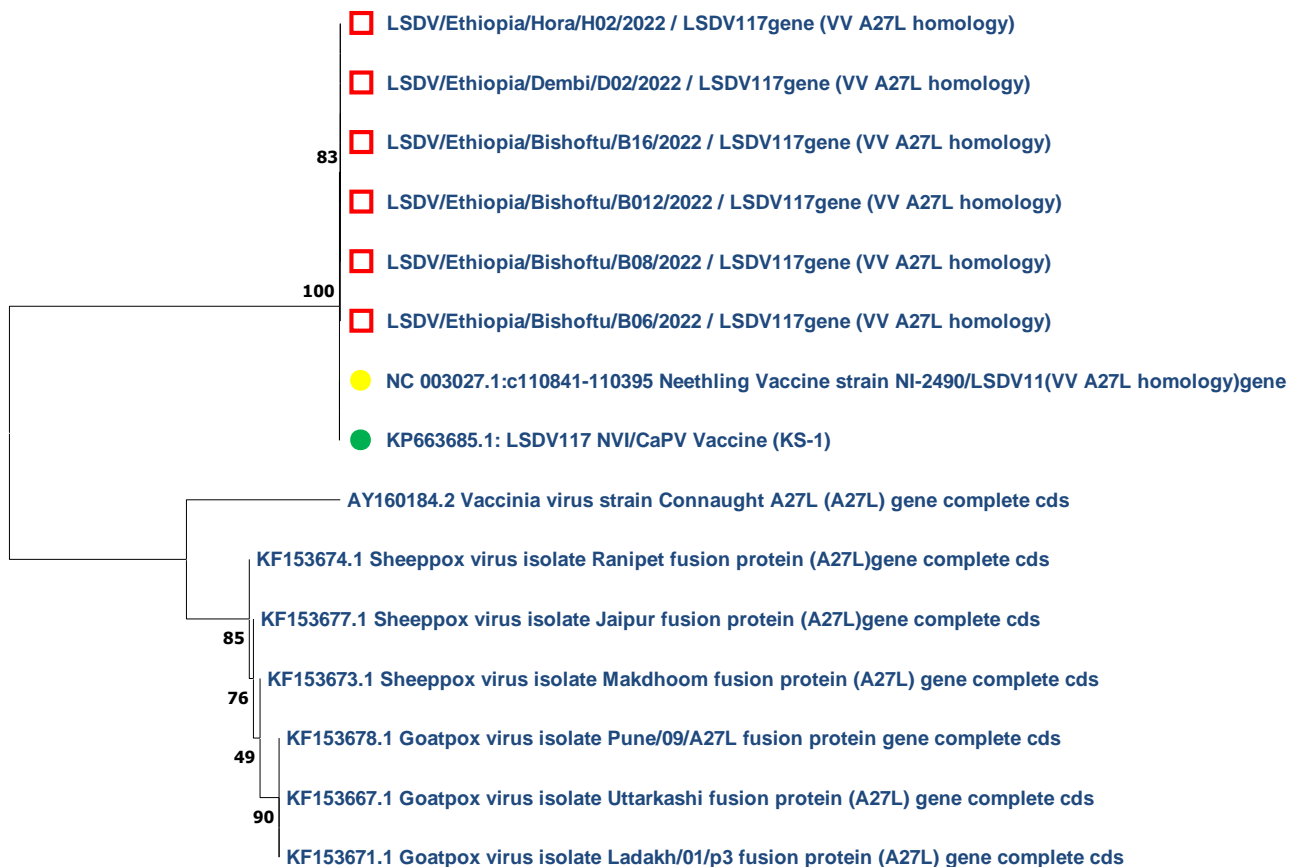 LSDV/Ethiopia/Hora/H02/2022 / LSDV117gene (VV A27L homology)
LSDV/Ethiopia/Dembi/D02/2022 / LSDV117gene (VV A27L homology)
LSDV/Ethiopia/Bishoftu/B16/2022 / LSDV117gene (VV A27L homology)
83
LSDV/Ethiopia/Bishoftu/B012/2022 / LSDV117gene (VV A27L homology)
LSDV/Ethiopia/Bishoftu/B08/2022 / LSDV117gene (VV A27L homology)
100
LSDV/Ethiopia/Bishoftu/B06/2022 / LSDV117gene (VV A27L homology)
NC 003027.1:c110841-110395 Neethling Vaccine strain NI-2490/LSDV11(VV A27L homology)gene
KP663685.1: LSDV117 NVI/CaPV Vaccine (KS-1)
AY160184.2 Vaccinia virus strain Connaught A27L (A27L) gene complete cds
KF153674.1 Sheeppox virus isolate Ranipet fusion protein (A27L)gene complete cds
KF153677.1 Sheeppox virus isolate Jaipur fusion protein (A27L)gene complete cds
85
KF153673.1 Sheeppox virus isolate Makdhoom fusion protein (A27L) gene complete cds
76
KF153678.1 Goatpox virus isolate Pune/09/A27L fusion protein gene complete cds
49
KF153667.1 Goatpox virus isolate Uttarkashi fusion protein (A27L) gene complete cds
90
KF153671.1 Goatpox virus isolate Ladakh/01/p3 fusion protein (A27L) gene complete cds